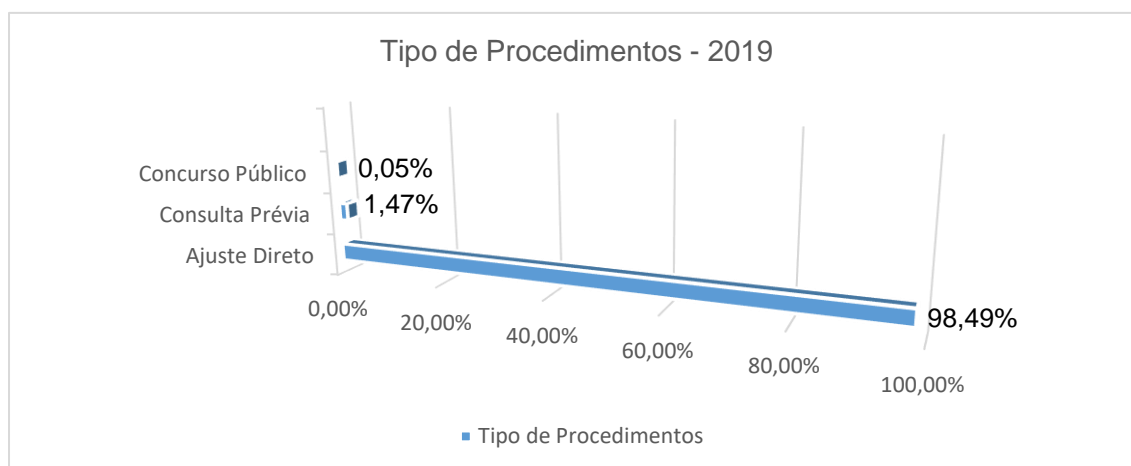 Tipo de Procedimentos - 2019
Concurso Público
0,05%
Consulta Prévia
1,47%
Ajuste Direto
98,49%
0,00%
20,00%
40,00%
60,00%
80,00%
100,00%
Tipo de Procedimentos